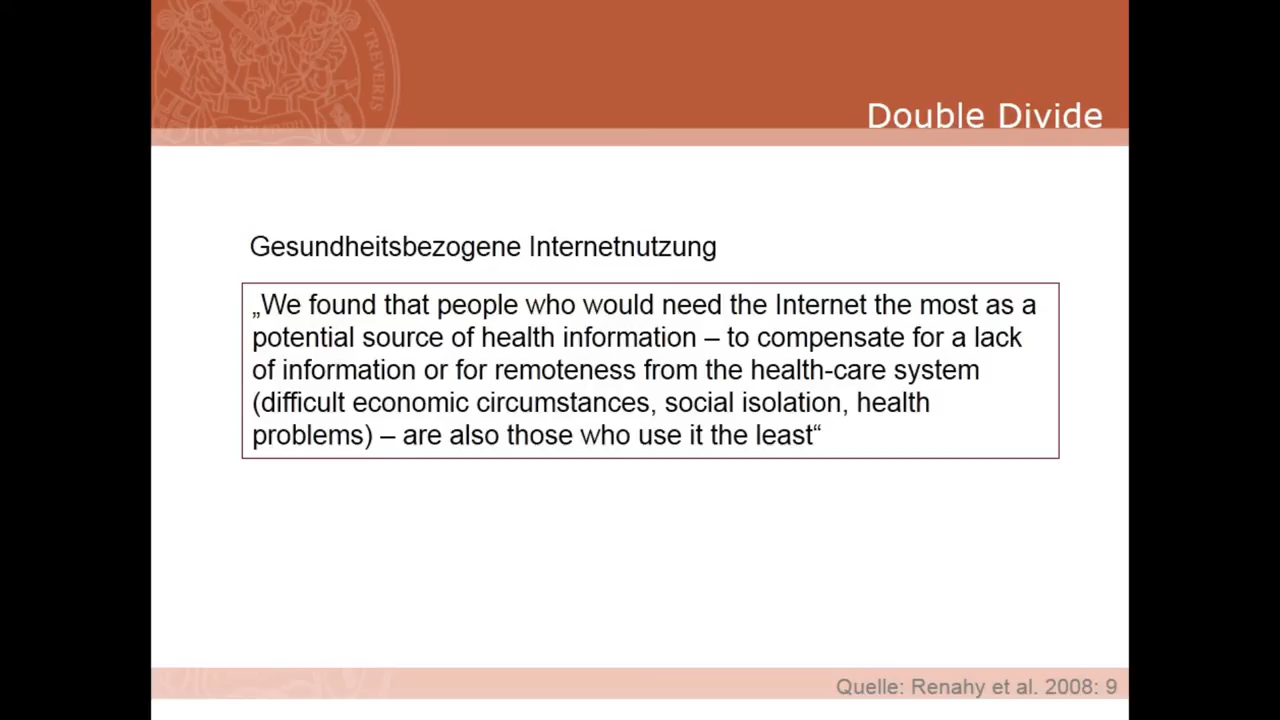 TREVERIS
Double Divide
Gesundheitsbezogene Internetnutzung
„We found that people who would need the Internet the most as a
potential source of health information – to compensate for a lack
of information or for remoteness from the health-care system
(difficult economic circumstances, social isolation, health
problems) – are also those who use it the least“
Quelle: Renahy et al. 2008: 9